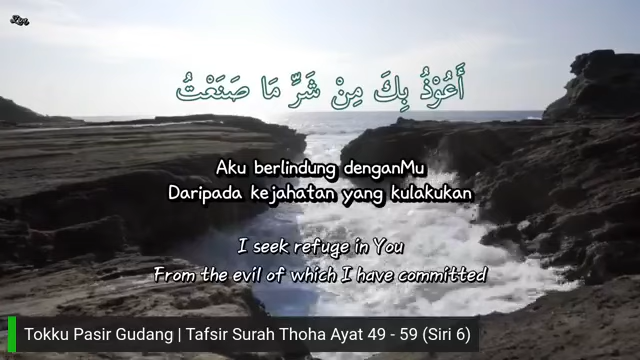 أَعُوْذُ بِكَ مِنْ شَرِّ مَا صَنَعْتُ
Aku berlindung denganMu
Daripada kejahatan yang kulakukan
I seek refuge in You
From the evil of which I have committed
Tokku Pasir Gudang | Tafsir Surah Thoha Ayat 49 - 59 (Siri 6)